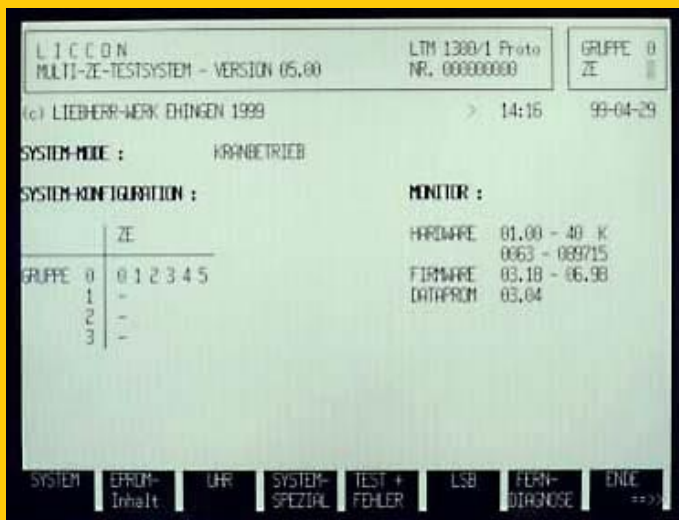 LICCON LTM 1300/1 Proto GRUPPE 0
MULTI-ZE-TESTSYSTEM - VERSION 05.00 NR. 000000000 ZE
(c) LIEBHERR-WERK EHINGEN 1999 > 14:16 99-04-29
SYSTEM-MODE : KRANBETRIEB
SYSTEM-KONFIGURATION : MONITOR :
ZE HARDWARE 01.00 - 40 K
0063 - 089715
GRUPPE 0 0 1 2 3 4 5 FIRMWARE 03.18 - 06.98
1 - DATAPROM 03.04
2 -
3 -
SYSTEM EPROM- UHR SYSTEM- TEST + LSB FERN- ENDE
Inhalt SPEZIAL FEHLER DIAGNOSE ==>>